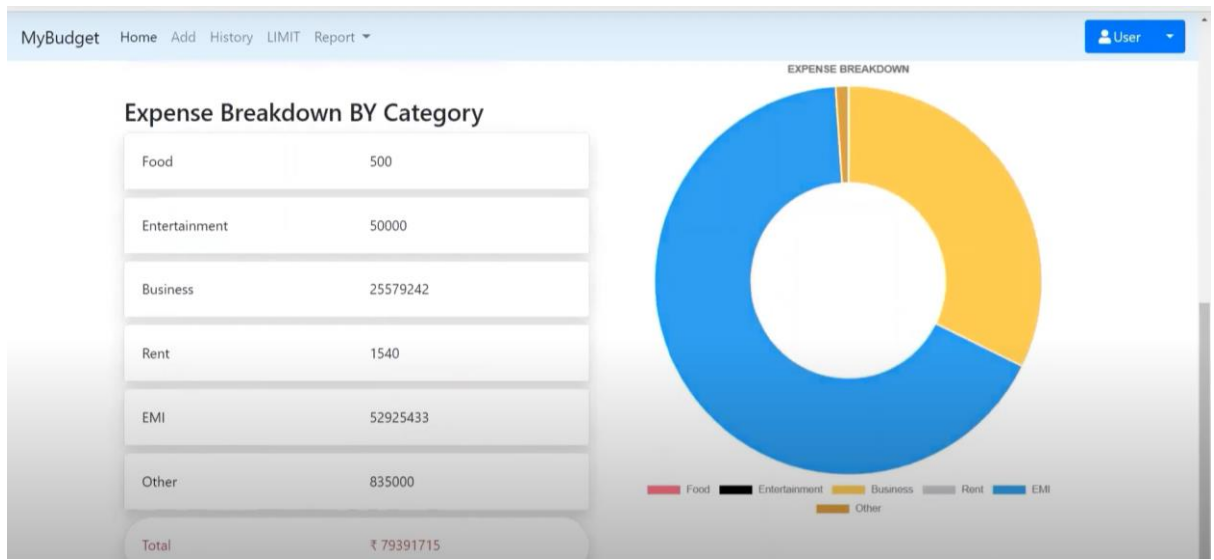 MyBudget Home Add History LIMIT Report User
Expense Breakdown BY Category
Food 500
Entertainment 50000
Business 25579242
Rent 1540
EMI 52925433
Other 835000
Total ₹ 79391715
EXPENSE BREAKDOWN
Food Entertainment Business Rent EMI
Other